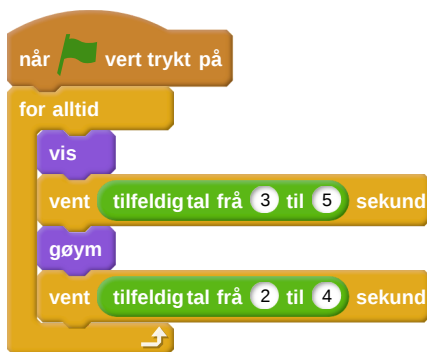 når vert trykt på
for alltid
vis
vent tilfeldig tal frå 3 til 5 sekund
gøym
vent tilfeldig tal frå 2 til 4 sekund